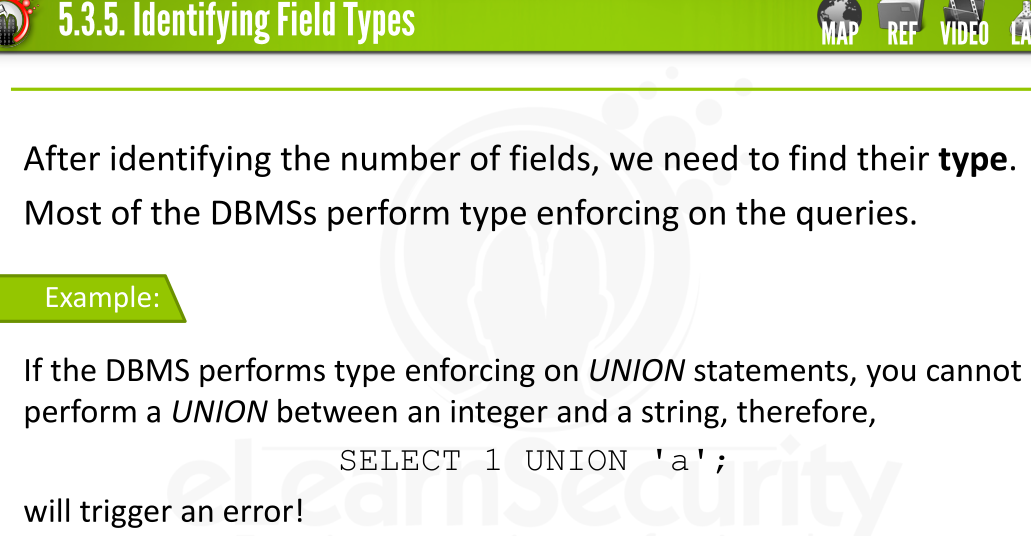 5.3.5. Identifying Field Types
MAP REF VIDEO
After identifying the number of fields, we need to find their type.
Most of the DBMSs perform type enforcing on the queries.
Example:
If the DBMS performs type enforcing on UNION statements, you cannot
perform a UNION between an integer and a string, therefore,
SELECT 1 UNION 'a';
eLearnSecurity
will trigger an error!